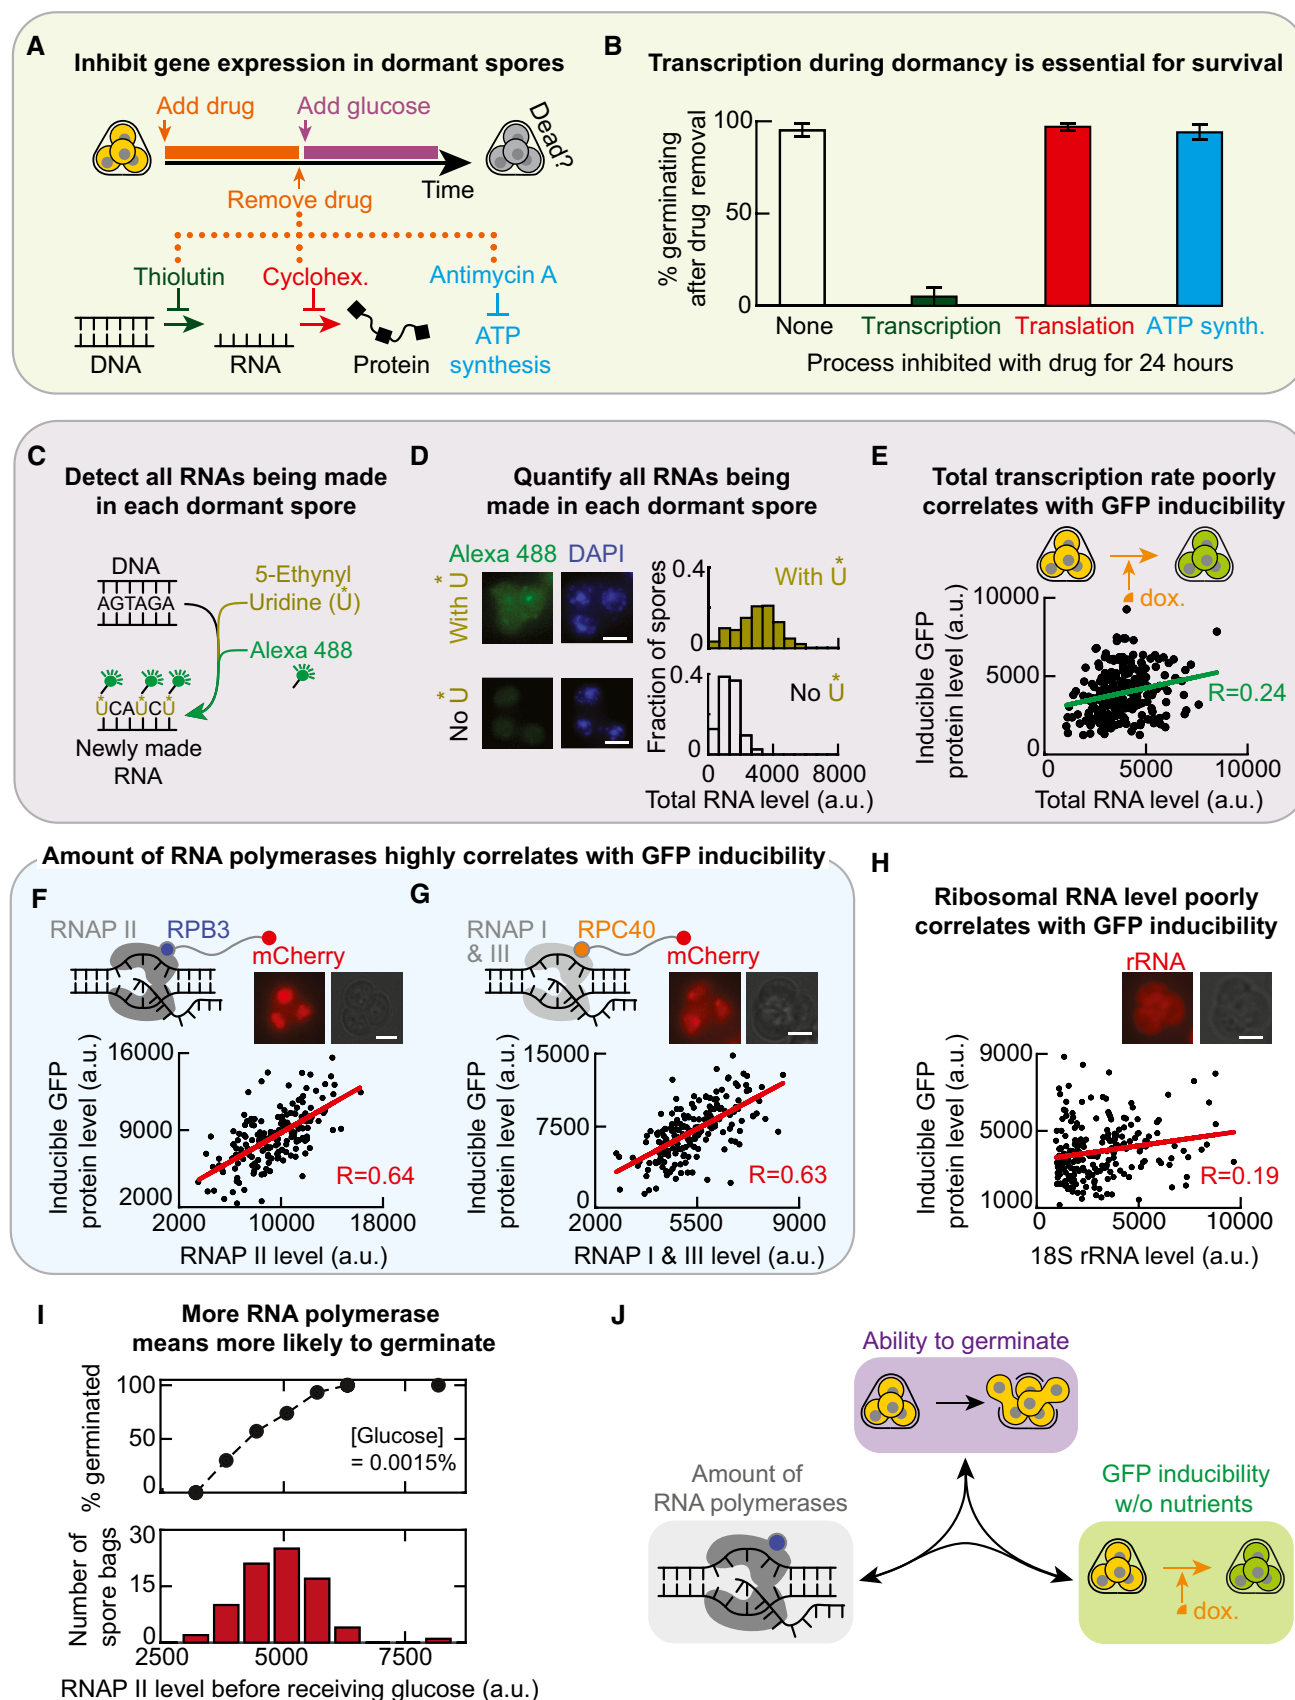 A
Inhibit gene expression in dormant spores
Add drug
Add glucose
Dead?
Time
Remove drug
Thiolutin
Cyclohex.
Antimycin A
DNA
RNA
Protein
ATP
synthesis
B
Transcription during dormancy is essential for survival
% germinating
after drug removal
100
50
0
None
Transcription
Translation
ATP synth.
Process inhibited with drug for 24 hours
C
Detect all RNAs being made
in each dormant spore
DNA
AGTAGA
5-Ethynyl
Uridine (U*)
Alexa 488
U*CAU*CU*
Newly made
RNA
D
Quantify all RNAs being
made in each dormant spore
Alexa 488
DAPI
With U*
No U*
Fraction of spores
0.4
0
With U*
0.4
0
No U*
0
4000
8000
Total RNA level (a.u.)
E
Total transcription rate poorly
correlates with GFP inducibility
dox.
Inducible GFP
protein level (a.u.)
10000
5000
0
R=0.24
0
5000
10000
Total RNA level (a.u.)
Amount of RNA polymerases highly correlates with GFP inducibility
F
RNAP II
RPB3
mCherry
Inducible GFP
protein level (a.u.)
16000
9000
2000
R=0.64
2000
10000
18000
RNAP II level (a.u.)
G
RNAP I
& III
RPC40
mCherry
Inducible GFP
protein level (a.u.)
15000
7500
0
R=0.63
2000
5500
9000
RNAP I & III level (a.u.)
H
Ribosomal RNA level poorly
correlates with GFP inducibility
rRNA
Inducible GFP
protein level (a.u.)
9000
5000
1000
R=0.19
0
5000
10000
18S rRNA level (a.u.)
I
More RNA polymerase
means more likely to germinate
% germinated
100
50
0
[Glucose]
= 0.0015%
Number of
spore bags
30
15
0
2500
5000
7500
RNAP II level before receiving glucose (a.u.)
J
Ability to germinate
Amount of
RNA polymerases
GFP inducibility
w/o nutrients
dox.